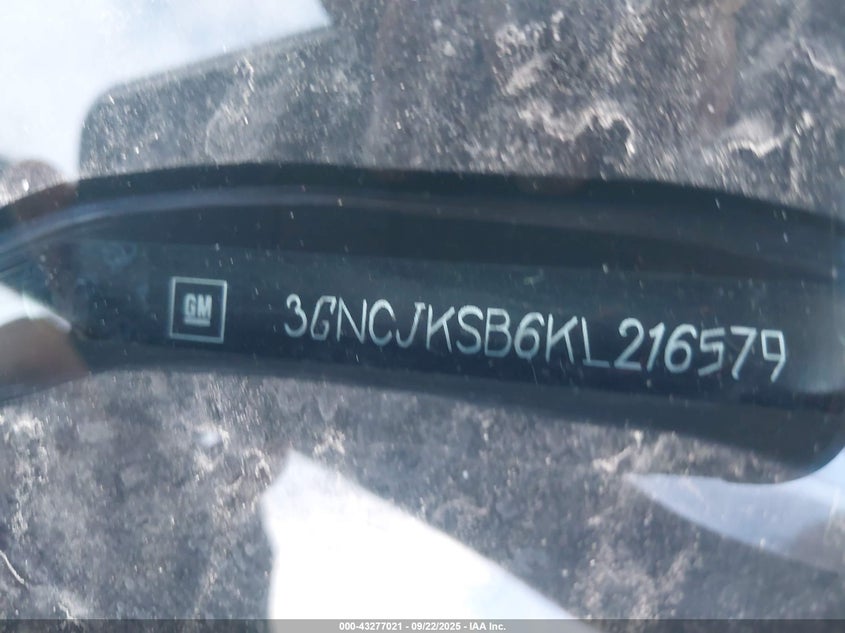 GM 3GNCJKSB6KL216579
000-43277021 - 09/22/2025 - IAA Inc.